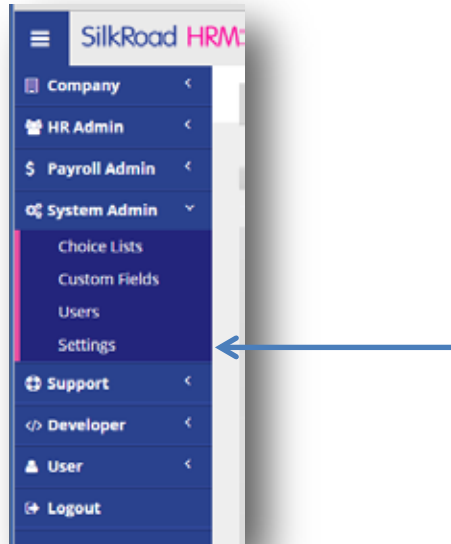 SilkRoad HRM
Company
HR Admin
$ Payroll Admin
System Admin
Choice Lists
Custom Fields
Users
Settings
Support
</> Developer
User
Logout